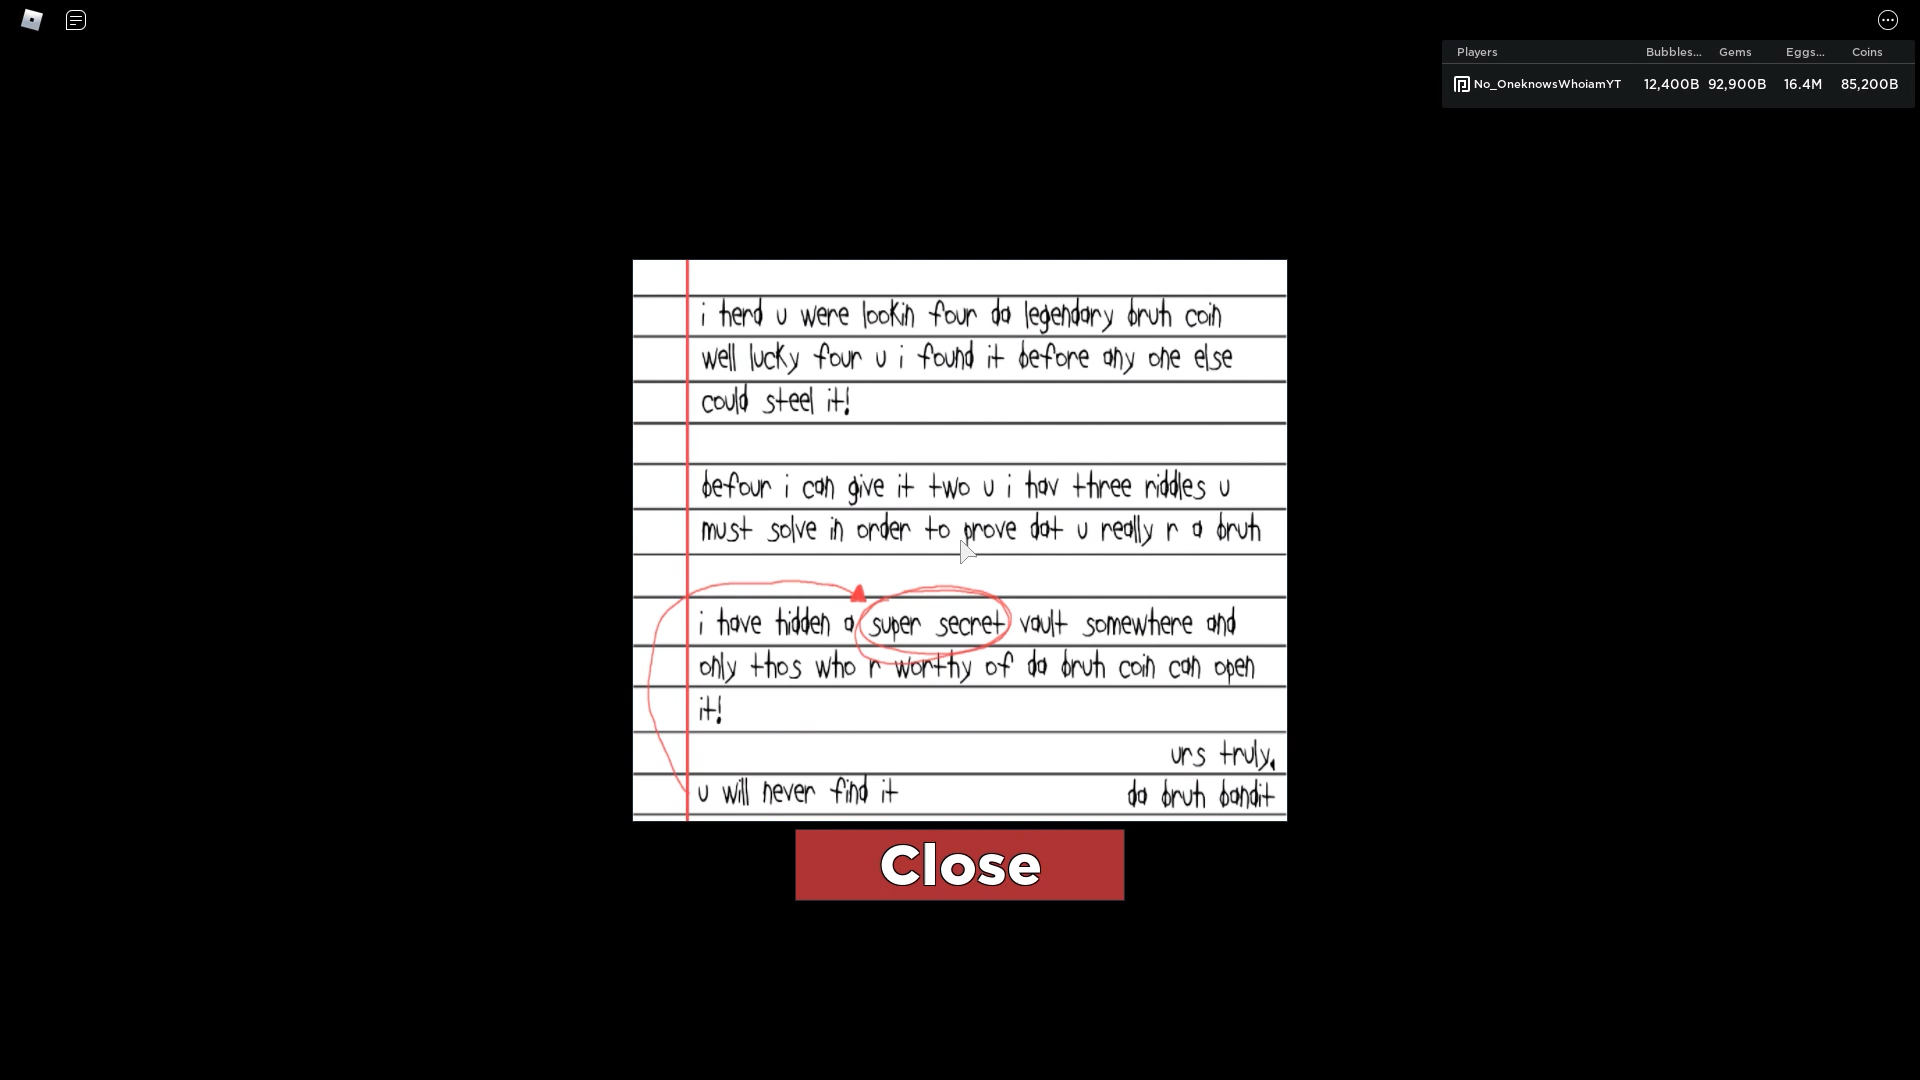 Players Bubbles... Gems Eggs... Coins
No_OneknowsWhoiamYT 12,400B 92,900B 16.4M 85,200B
i herd u were lookin four da legendary bruh coin
well lucky four u i found it before any one else
could steel it!
befour i can give it two u i hav three riddles u
must solve in order to prove dat u really r a bruh
i have hidden a super secret vault somewhere and
only thos who r worthy of da bruh coin can open
it!
urs truly,
u will never find it da bruh bandit
Close